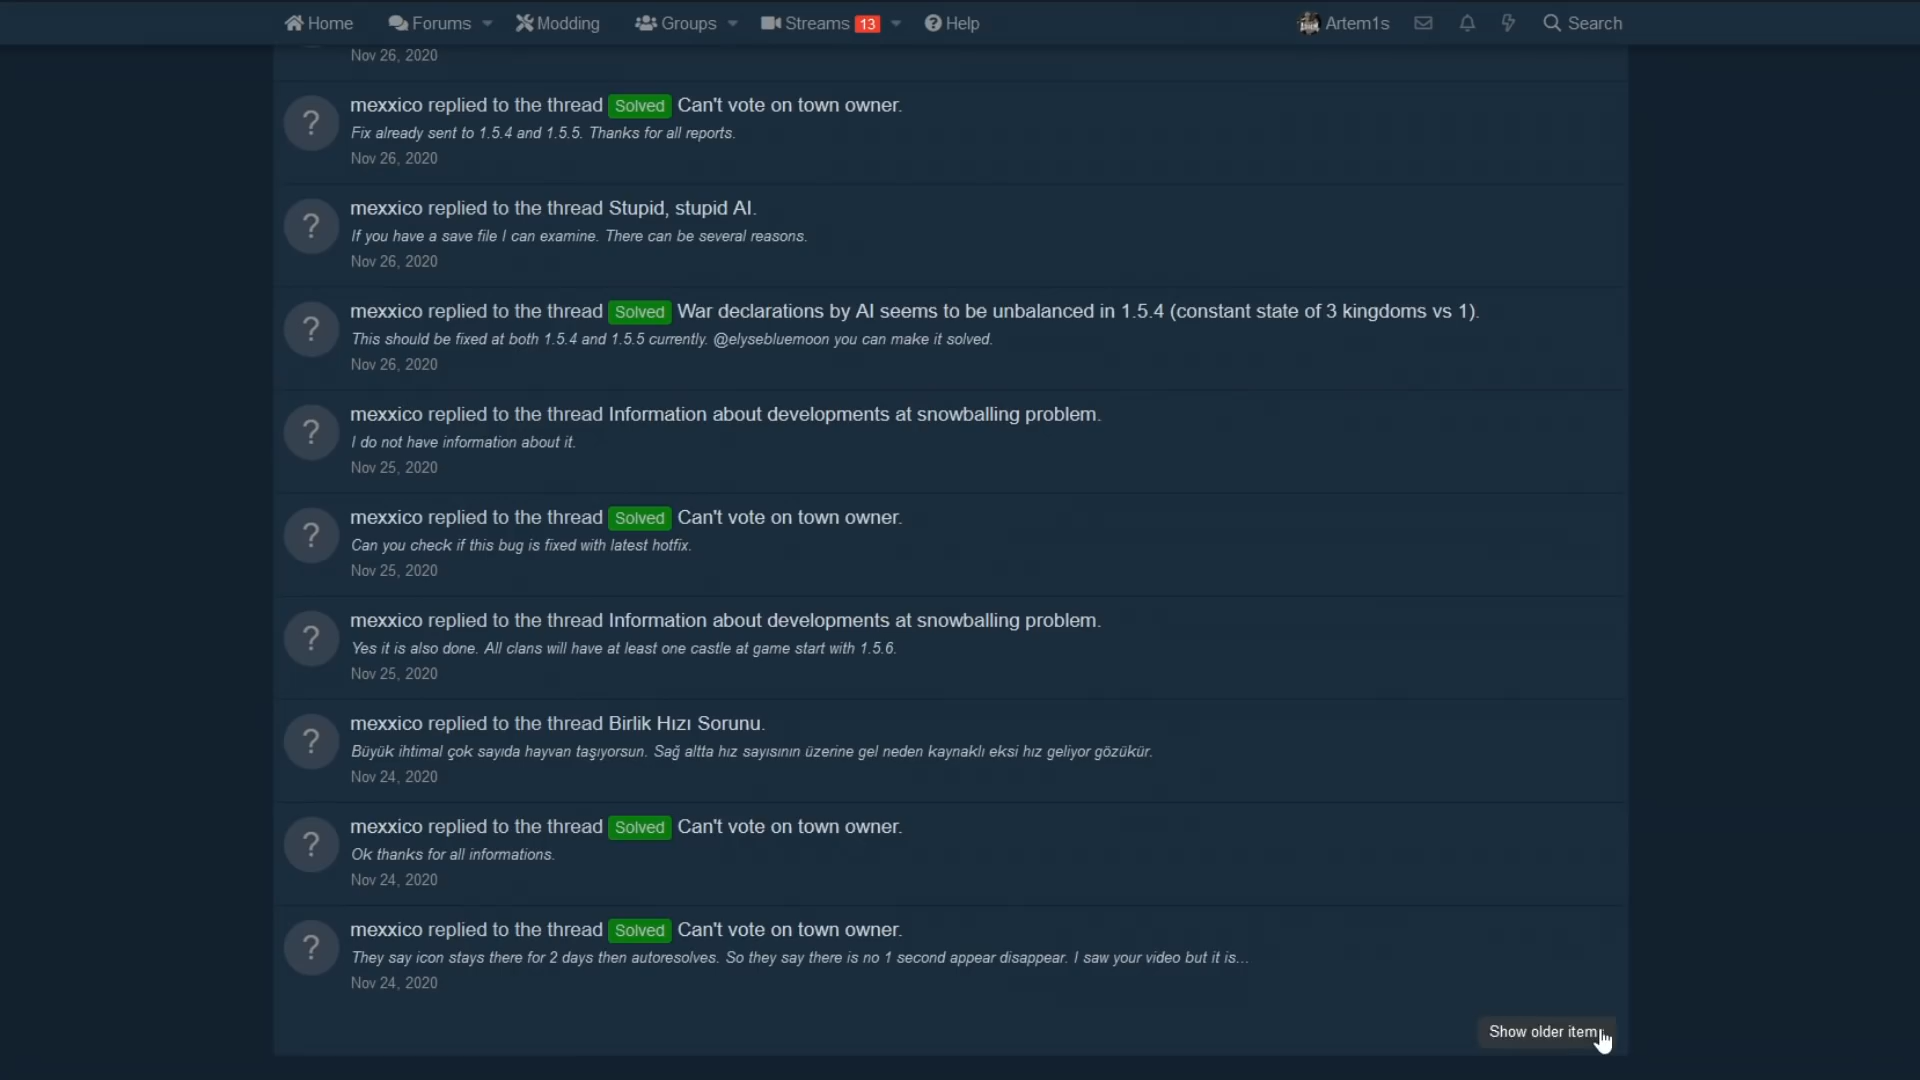 Home Forums Modding Groups Streams 13 Help Artem1s Search
Nov 26, 2020
mexxico replied to the thread Solved Can't vote on town owner.
? Fix already sent to 1.5.4 and 1.5.5. Thanks for all reports.
Nov 26, 2020
mexxico replied to the thread Stupid, stupid AI.
? If you have a save file I can examine. There can be several reasons.
Nov 26, 2020
mexxico replied to the thread Solved War declarations by AI seems to be unbalanced in 1.5.4 (constant state of 3 kingdoms vs 1).
? This should be fixed at both 1.5.4 and 1.5.5 currently. @elysebluemoon you can make it solved.
Nov 26, 2020
mexxico replied to the thread Information about developments at snowballing problem.
? I do not have information about it.
Nov 25, 2020
mexxico replied to the thread Solved Can't vote on town owner.
? Can you check if this bug is fixed with latest hotfix.
Nov 25, 2020
mexxico replied to the thread Information about developments at snowballing problem.
? Yes it is also done. All clans will have at least one castle at game start with 1.5.6.
Nov 25, 2020
mexxico replied to the thread Birlik Hızı Sorunu.
? Büyük ihtimal çok sayıda hayvan taşıyorsun. Sağ altta hız sayısının üzerine gel neden kaynaklı eksi hız geliyor gözükür.
Nov 24, 2020
mexxico replied to the thread Solved Can't vote on town owner.
? Ok thanks for all informations.
Nov 24, 2020
mexxico replied to the thread Solved Can't vote on town owner.
? They say icon stays there for 2 days then autoresolves. So they say there is no 1 second appear disappear. I saw your video but it is...
Nov 24, 2020
Show older item